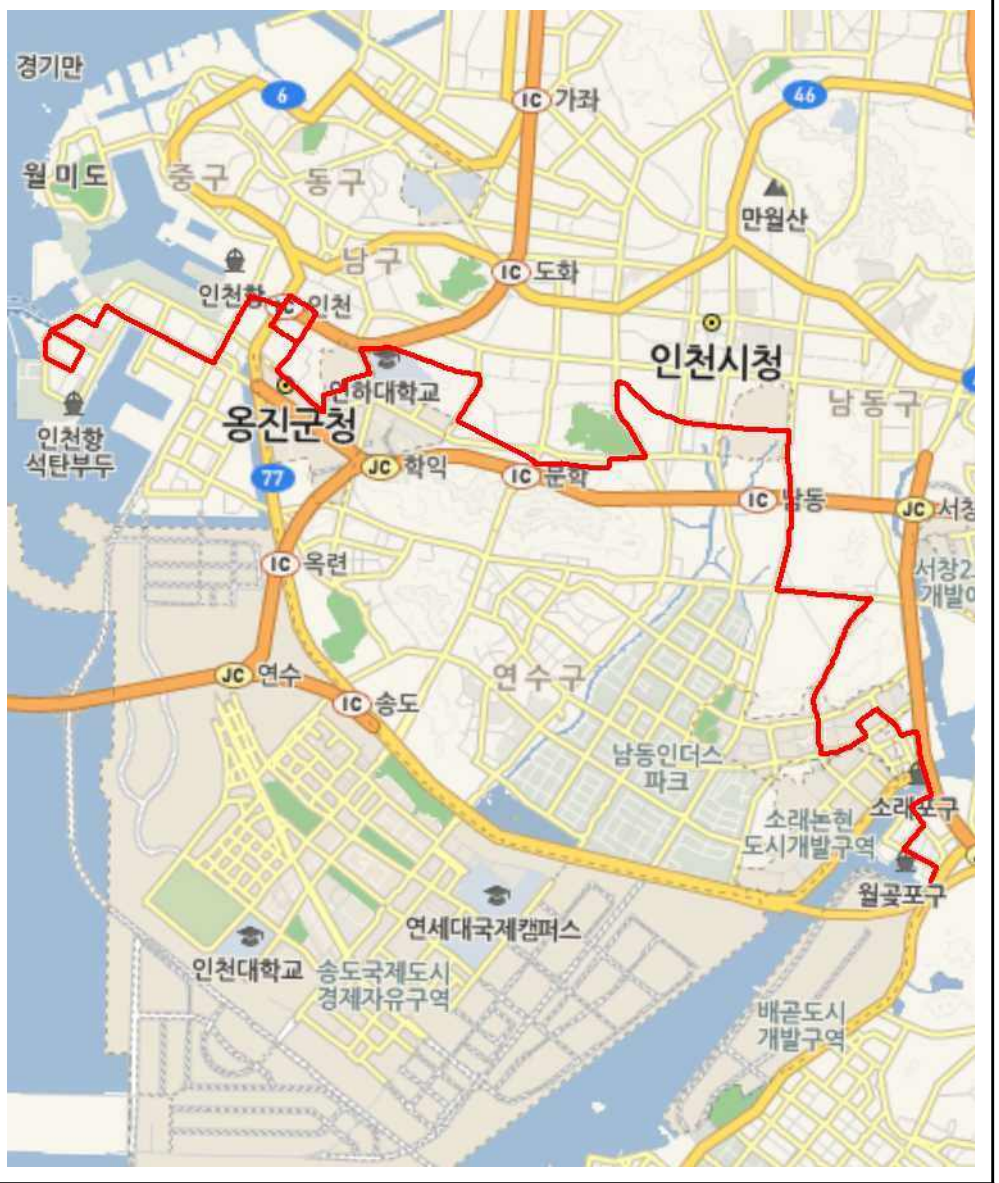 경기만
6
IC 가좌
46
월미도
중구
동구
만월산
남구
인천항
IC 도화
인천
인천시청
인하대학교
남동구
옹진군청
인천항
석탄부두
JC 학익
IC 문학
77
IC 남동
JC 서창
IC 옥련
서창2
JC 연수
연수구
IC 송도
남동인더스
파크
소래포구
소래논현
도시개발구역
월곶포구
연세대국제캠퍼스
인천대학교
송도국제도시
경제자유구역
배곧도시
개발구역